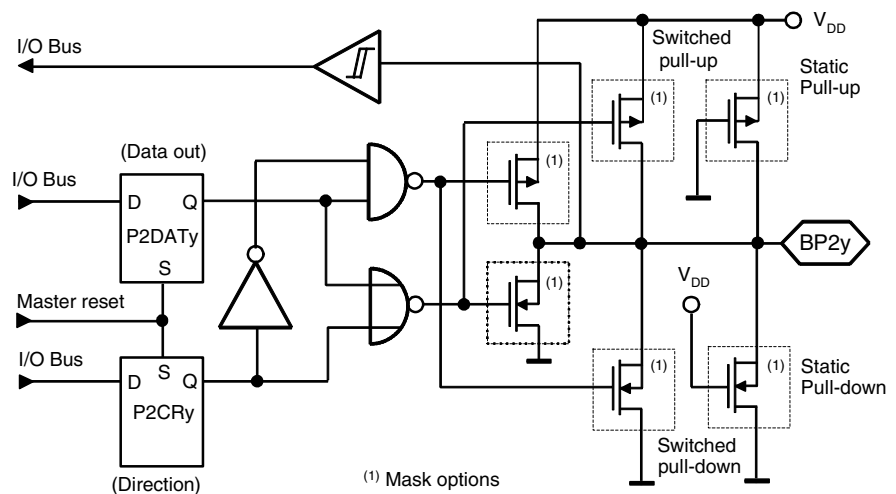 I/O Bus
Switched
pull-up
V_DD
Static
Pull-up
(1)
(1)
(Data out)
(1)
I/O Bus
D
Q
P2DATy
S
BP2y
V_DD
Master reset
(1)
I/O Bus
S
D
Q
P2CRy
(1)
(1)
Static
Pull-down
Switched
pull-down
(1) Mask options
(Direction)